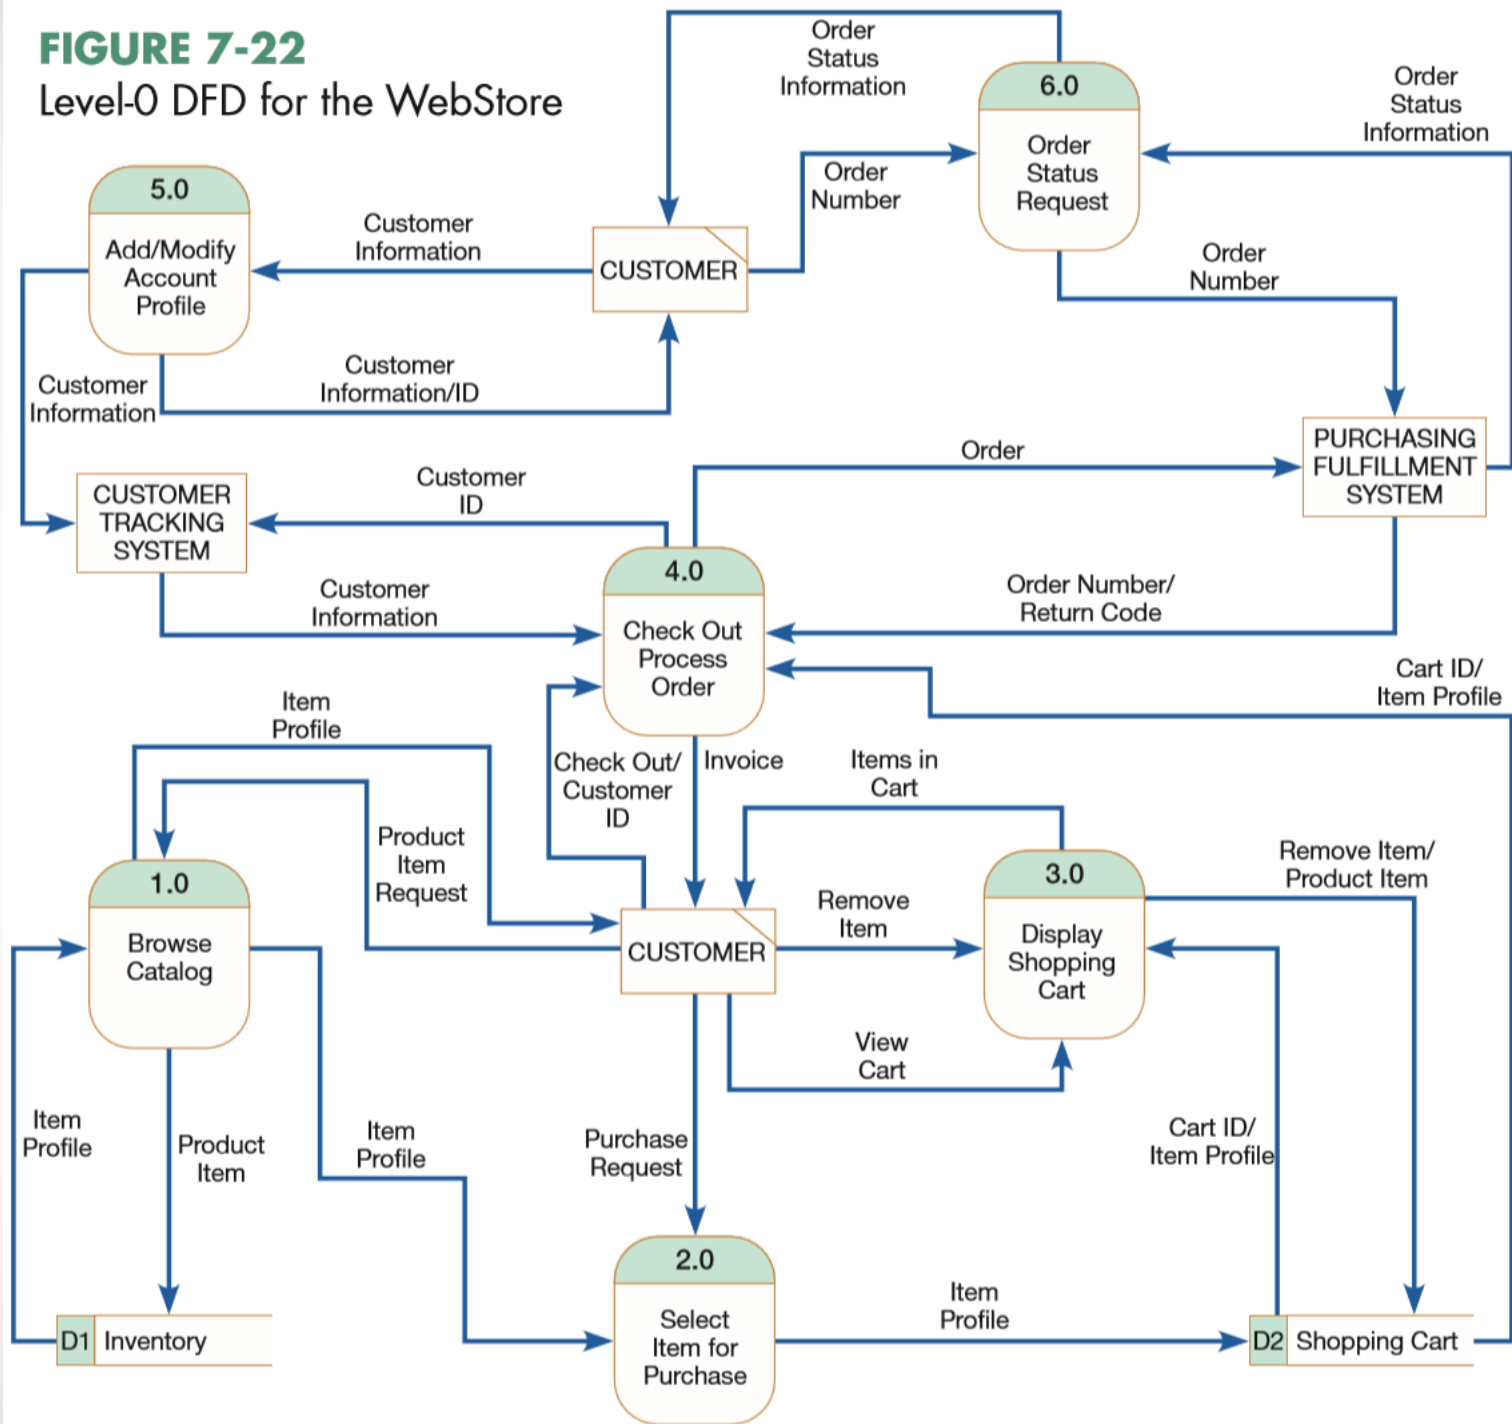 FIGURE 7-22
Level-0 DFD for the WebStore
Order
Status
Information
6.0
Order
Status
Request
Order
Status
Information
Order
Number
5.0
Add/Modify
Account
Profile
Customer
Information
CUSTOMER
Order
Number
Customer
Information
Customer
Information/ID
PURCHASING
FULFILLMENT
SYSTEM
Order
CUSTOMER
TRACKING
SYSTEM
Customer
ID
4.0
Check Out
Process
Order
Customer
Information
Order Number/
Return Code
Cart ID/
Item Profile
Item
Profile
Check Out/
Customer
ID
Invoice
Items in
Cart
Product
Item
Request
1.0
Browse
Catalog
CUSTOMER
Remove
Item
3.0
Display
Shopping
Cart
Remove Item/
Product Item
View
Cart
Item
Profile
Product
Item
Item
Profile
Purchase
Request
Cart ID/
Item Profile
2.0
Select
Item for
Purchase
Item
Profile
D1 Inventory
D2 Shopping Cart